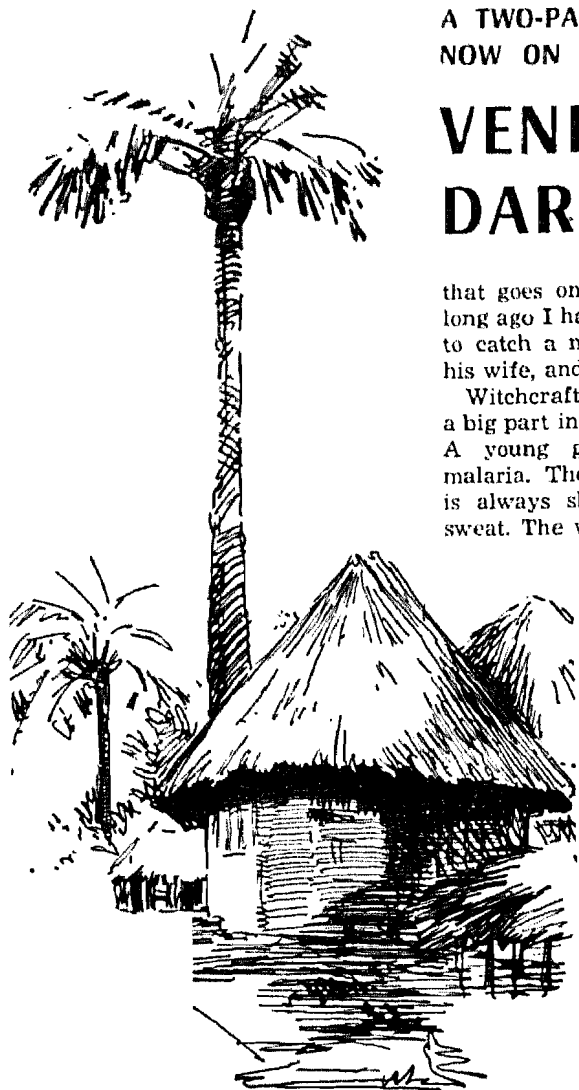 A TWO-PA
NOW ON
VENI
DAR
that goes on
long ago I ha
to catch a m
his wife, and
Witchcraft
a big part in
A young g
malaria. The
is always sl
sweat. The v